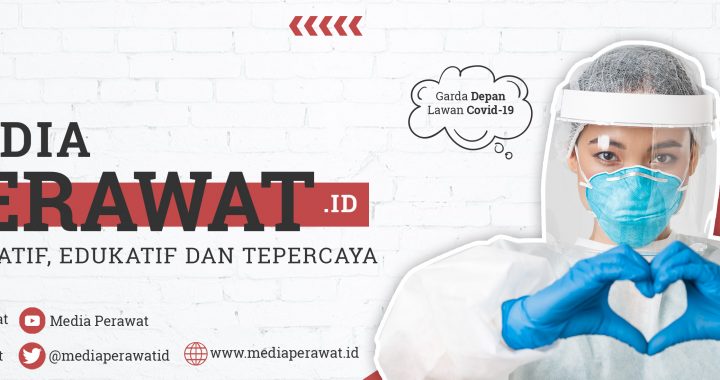 Garda Depan
Lawan Covid-19
DIA
ERAWAT .ID
ATIF, EDUKATIF DAN TEPERCAYA
at Media Perawat
t @mediaperawatid www.mediaperawat.id